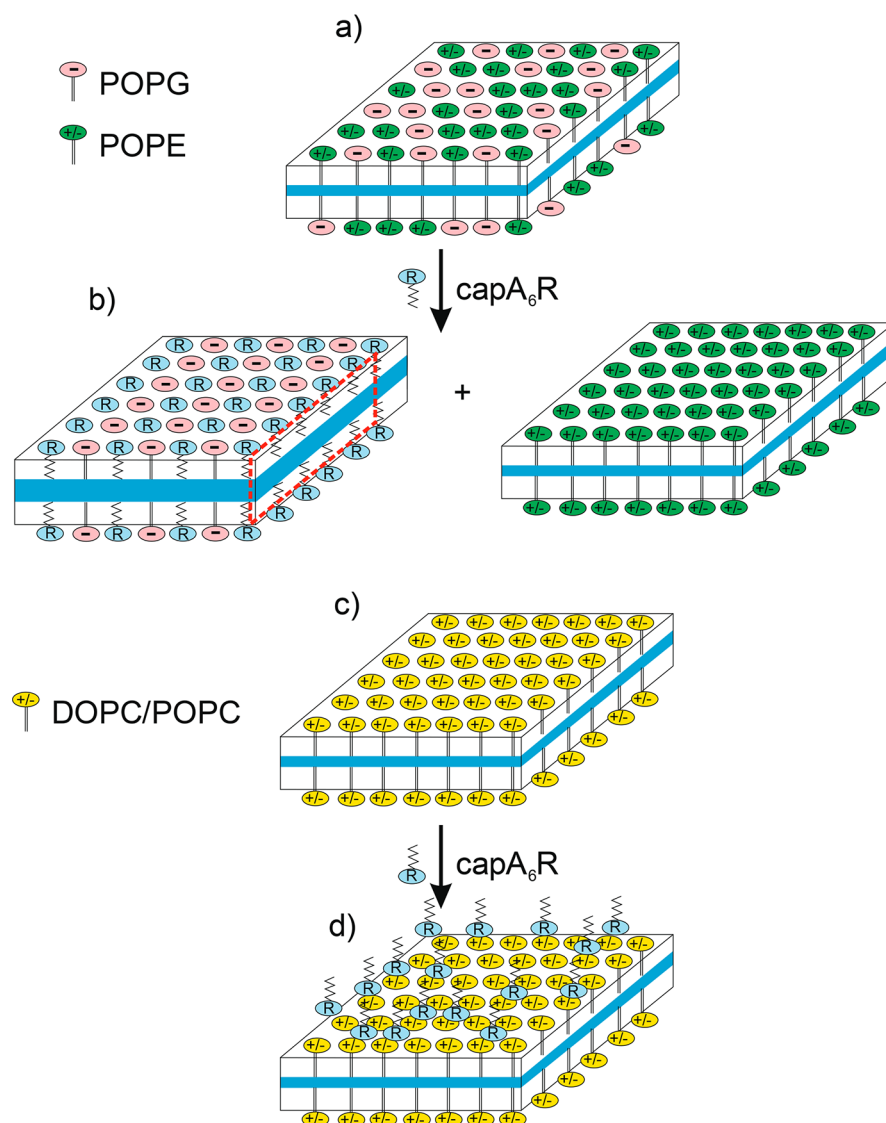 a)
- POPG
+/- POPE
R capA₆R
b)
+
c)
+/- DOPC/POPC
R capA₆R
d)